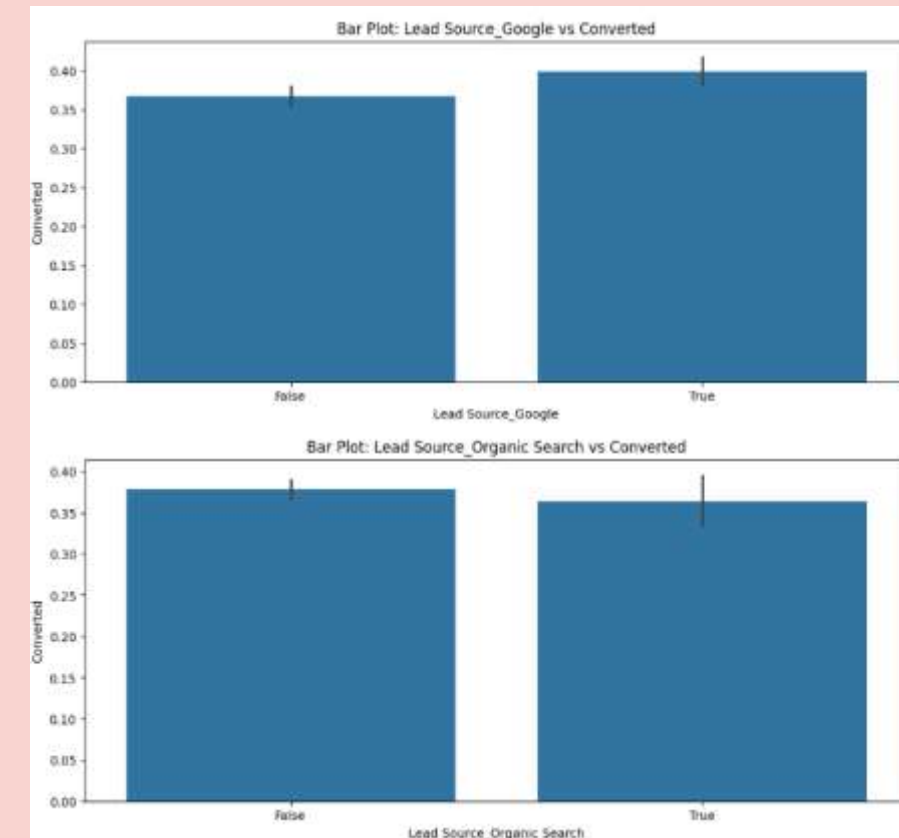 Bar Plot: Lead Source_Google vs Converted
0.40
0.35
0.30
0.25
0.20
0.15
0.10
0.05
0.00
Converted
False
True
Lead Source_Google
Bar Plot: Lead Source_Organic Search vs Converted
0.40
0.35
0.30
0.25
0.20
0.15
0.10
0.05
0.00
Converted
False
True
Lead Source_Organic Search